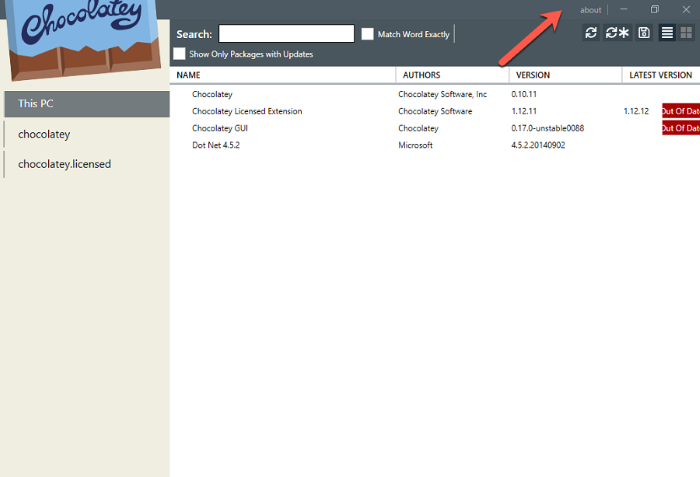 Chocolatey
about
Search:
Match Word Exactly
Show Only Packages with Updates
This PC
chocolatey
chocolatey.licensed
NAME AUTHORS VERSION LATEST VERSION
Chocolatey Chocolatey Software, Inc 0.10.11
Chocolatey Licensed Extension Chocolatey Software 1.12.11 1.12.12 Out Of Dat
Chocolatey GUI Chocolatey 0.17.0-unstable0088 Out Of Dat
Dot Net 4.5.2 Microsoft 4.5.2.20140902